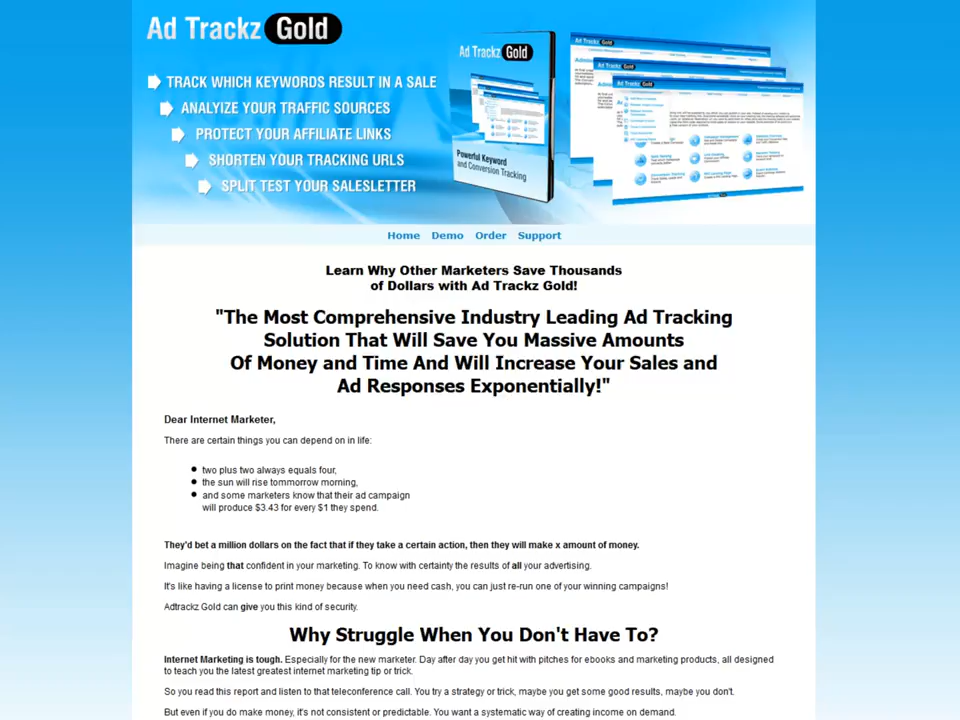 Ad Trackz Gold
TRACK WHICH KEYWORDS RESULT IN A SALE
ANALYIZE YOUR TRAFFIC SOURCES
PROTECT YOUR AFFILIATE LINKS
SHORTEN YOUR TRACKING URLS
SPLIT TEST YOUR SALESLETTER
Ad Trackz Gold
Powerful Keyword
and Conversion Tracking
Ad Trackz Gold
Ad Trackz Gold
Ad Trackz Gold
Home Demo Order Support
Learn Why Other Marketers Save Thousands
of Dollars with Ad Trackz Gold!
"The Most Comprehensive Industry Leading Ad Tracking
Solution That Will Save You Massive Amounts
Of Money and Time And Will Increase Your Sales and
Ad Responses Exponentially!"
Dear Internet Marketer,
There are certain things you can depend on in life:
two plus two always equals four,
the sun will rise tommorrow morning,
and some marketers know that their ad campaign
will produce $3.43 for every $1 they spend.
They'd bet a million dollars on the fact that if they take a certain action, then they will make x amount of money.
Imagine being that confident in your marketing. To know with certainty the results of all your advertising.
It's like having a license to print money because when you need cash, you can just re-run one of your winning campaigns!
Adtrackz Gold can give you this kind of security.
Why Struggle When You Don't Have To?
Internet Marketing is tough. Especially for the new marketer. Day after day you get hit with pitches for ebooks and marketing products, all designed
to teach you the latest greatest internet marketing tip or trick.
So you read this report and listen to that teleconference call. You try a strategy or trick, maybe you get some good results, maybe you don't.
But even if you do make money, it's not consistent or predictable. You want a systematic way of creating income on demand.